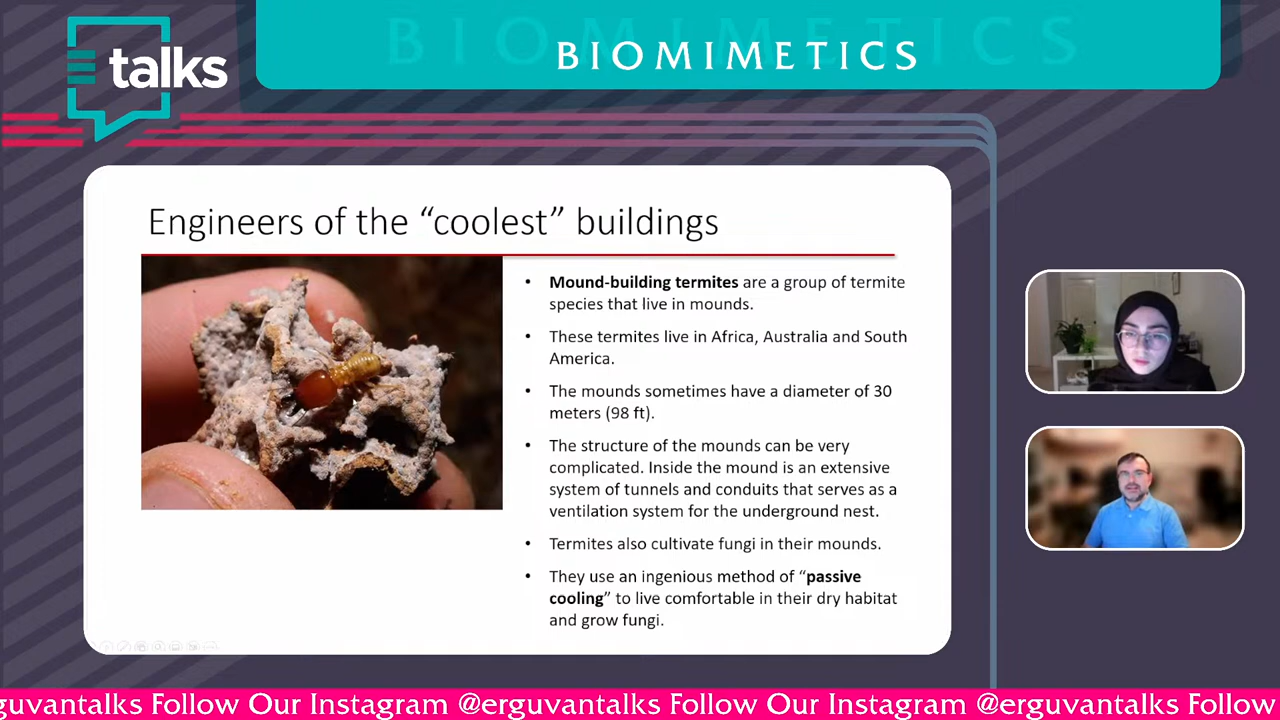 talks
BIOMIMETICS
BIOMIMETICS
Engineers of the “coolest” buildings
• Mound-building termites are a group of termite
species that live in mounds.
• These termites live in Africa, Australia and South
America.
• The mounds sometimes have a diameter of 30
meters (98 ft).
• The structure of the mounds can be very
complicated. Inside the mound is an extensive
system of tunnels and conduits that serves as a
ventilation system for the underground nest.
• Termites also cultivate fungi in their mounds.
• They use an ingenious method of “passive
cooling” to live comfortable in their dry habitat
and grow fungi.
guvantalks Follow Our Instagram @erguvantalks Follow Our Instagram @erguvantalks Follow